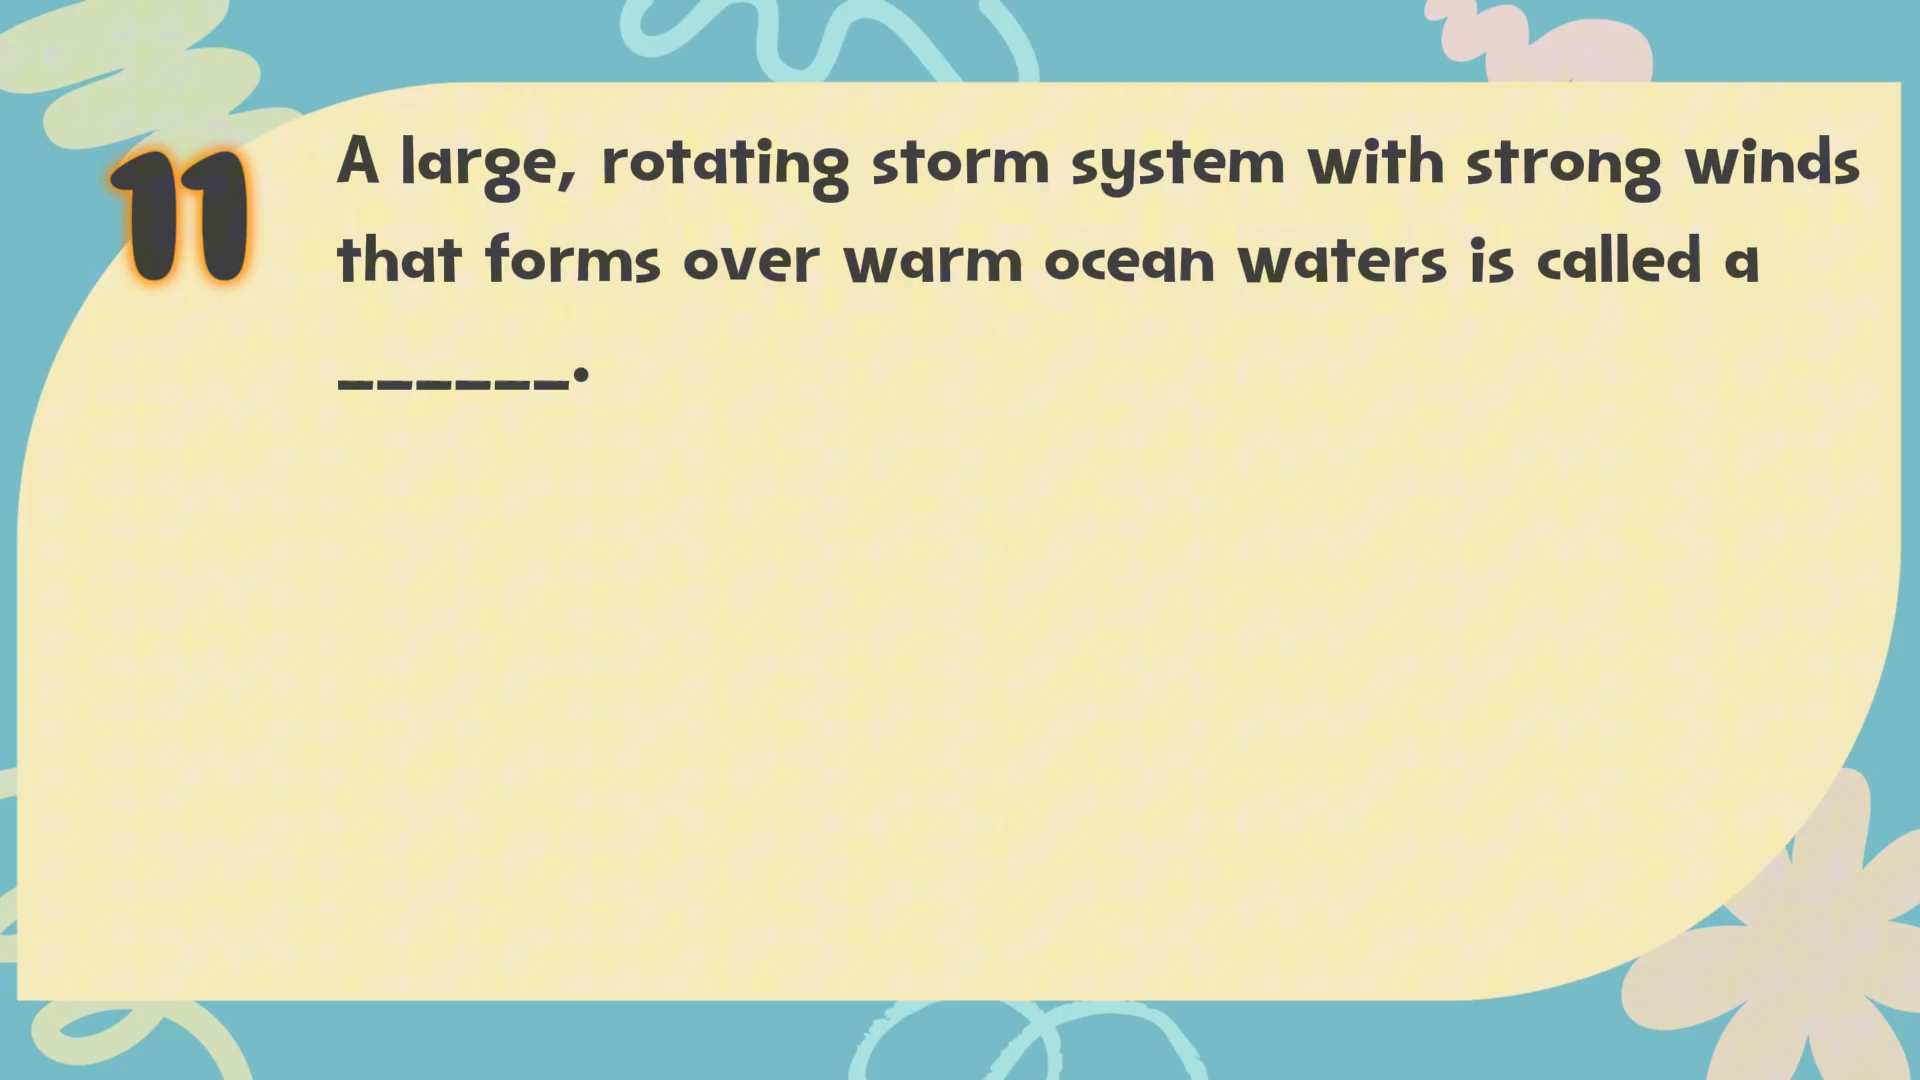 11
A large, rotating storm system with strong winds
that forms over warm ocean waters is called a
______.